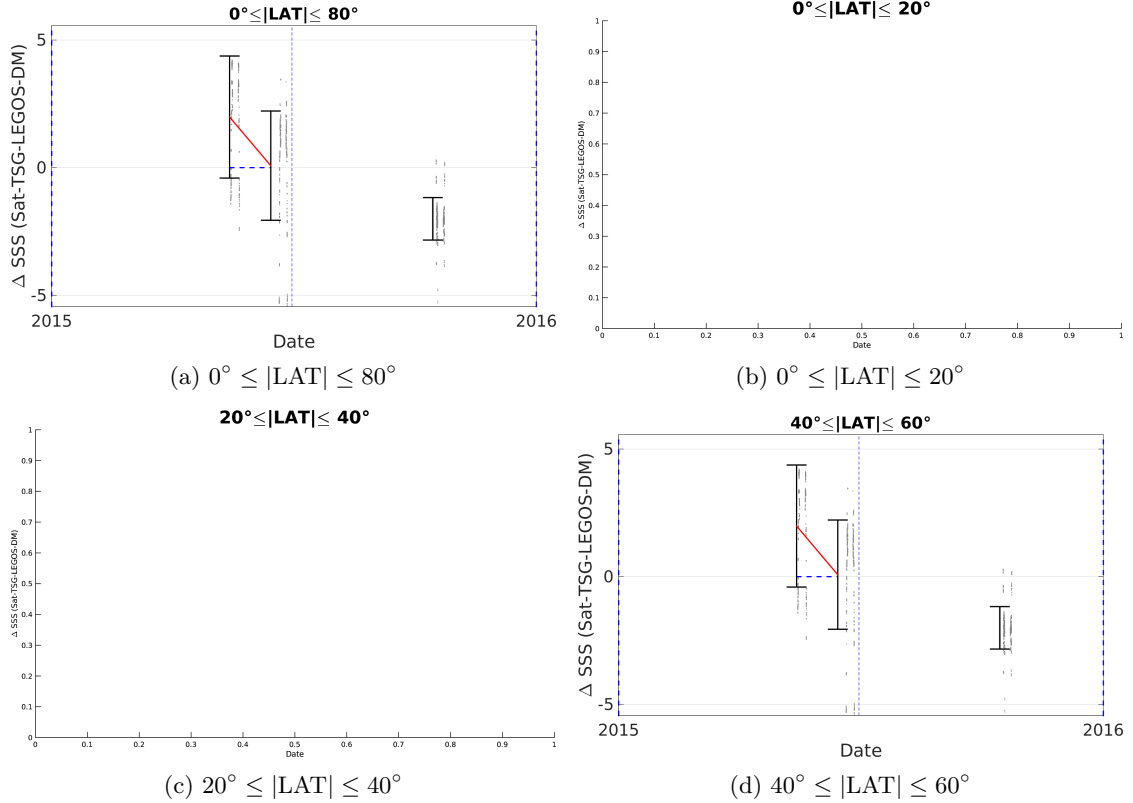 0°≤|LAT|≤ 80°
5
0
-5
Δ SSS (Sat-TSG-LEGOS-DM)
2015
2016
Date
(a) 0° ≤ |LAT| ≤ 80°
0°≤|LAT|≤ 20°
1
0.9
0.8
0.7
0.6
0.5
0.4
0.3
0.2
0.1
0
Δ SSS (Sat-TSG-LEGOS-DM)
0 0.1 0.2 0.3 0.4 0.5 0.6 0.7 0.8 0.9 1
Date
(b) 0° ≤ |LAT| ≤ 20°
20°≤|LAT|≤ 40°
1
0.9
0.8
0.7
0.6
0.5
0.4
0.3
0.2
0.1
0
Δ SSS (Sat-TSG-LEGOS-DM)
0 0.1 0.2 0.3 0.4 0.5 0.6 0.7 0.8 0.9 1
Date
(c) 20° ≤ |LAT| ≤ 40°
40°≤|LAT|≤ 60°
5
0
-5
Δ SSS (Sat-TSG-LEGOS-DM)
2015
2016
Date
(d) 40° ≤ |LAT| ≤ 60°